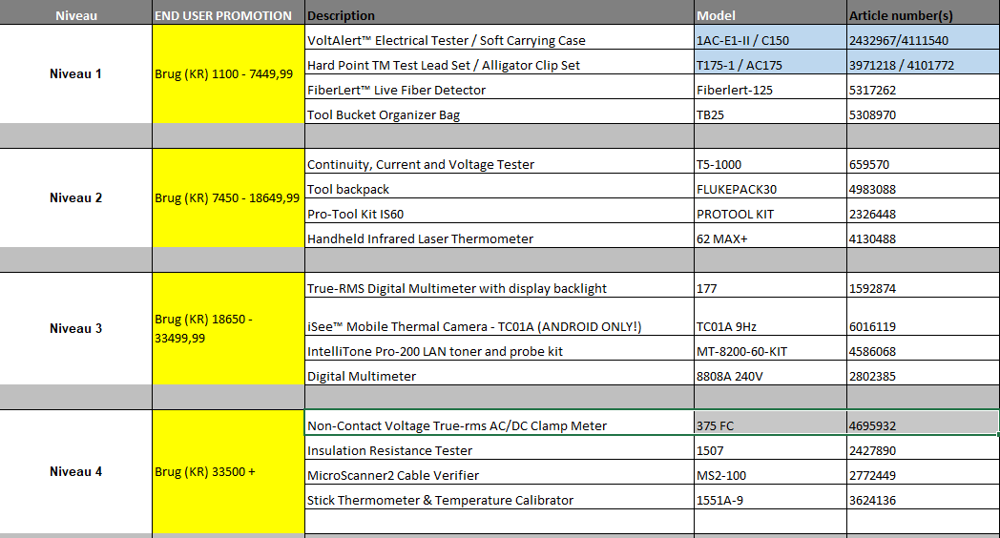 Niveau END USER PROMOTION Description Model Article number(s)
Niveau 1 Brug (KR) 1100 - 7449,99
VoltAlert™ Electrical Tester / Soft Carrying Case 1AC-E1-II / C150 2432967/4111540
Hard Point TM Test Lead Set / Alligator Clip Set T175-1 / AC175 3971218 / 4101772
FiberLert™ Live Fiber Detector Fiberlert-125 5317262
Tool Bucket Organizer Bag TB25 5308970
Niveau 2 Brug (KR) 7450 - 18649,99
Continuity, Current and Voltage Tester T5-1000 659570
Tool backpack FLUKEPACK30 4983088
Pro-Tool Kit IS60 PROTOOL KIT 2326448
Handheld Infrared Laser Thermometer 62 MAX+ 4130488
Niveau 3 Brug (KR) 18650 -
33499,99
True-RMS Digital Multimeter with display backlight 177 1592874
iSee™ Mobile Thermal Camera - TC01A (ANDROID ONLY!) TC01A 9Hz 6016119
IntelliTone Pro-200 LAN toner and probe kit MT-8200-60-KIT 4586068
Digital Multimeter 8808A 240V 2802385
Niveau 4 Brug (KR) 33500 +
Non-Contact Voltage True-rms AC/DC Clamp Meter 375 FC 4695932
Insulation Resistance Tester 1507 2427890
MicroScanner2 Cable Verifier MS2-100 2772449
Stick Thermometer & Temperature Calibrator 1551A-9 3624136